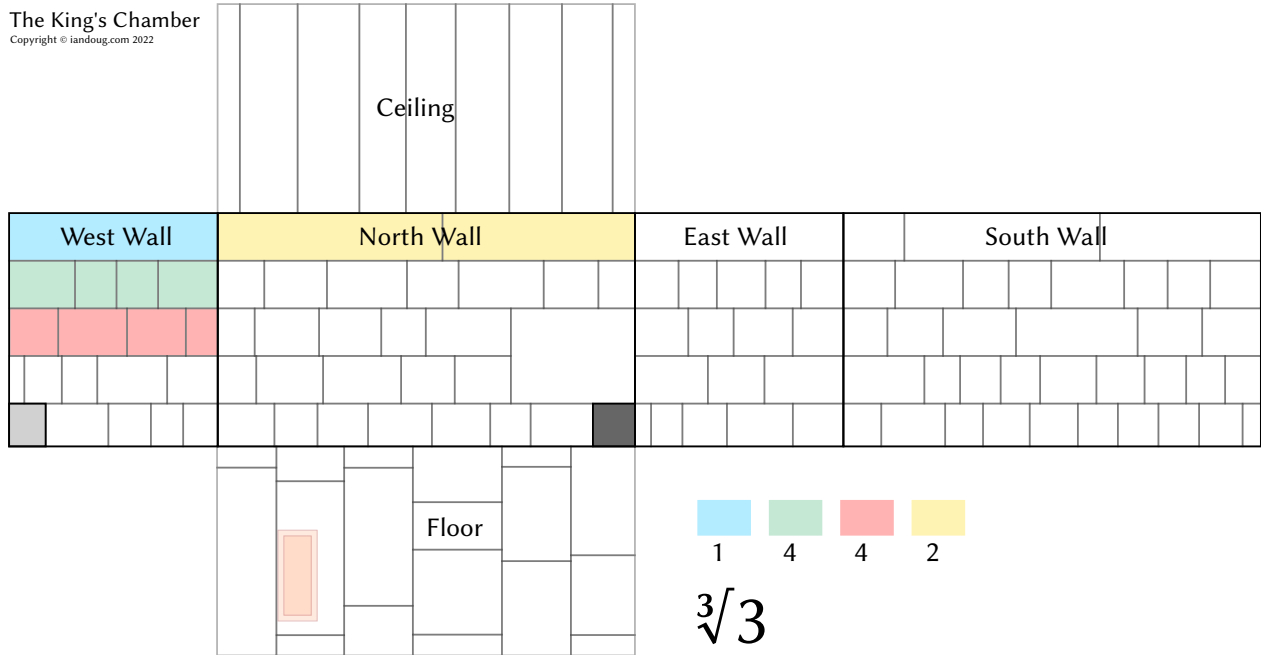 The King's Chamber
Copyright © iandoug.com 2022
Ceiling
West Wall
North Wall
East Wall
South Wall
Floor
1 4 4 2
∛3